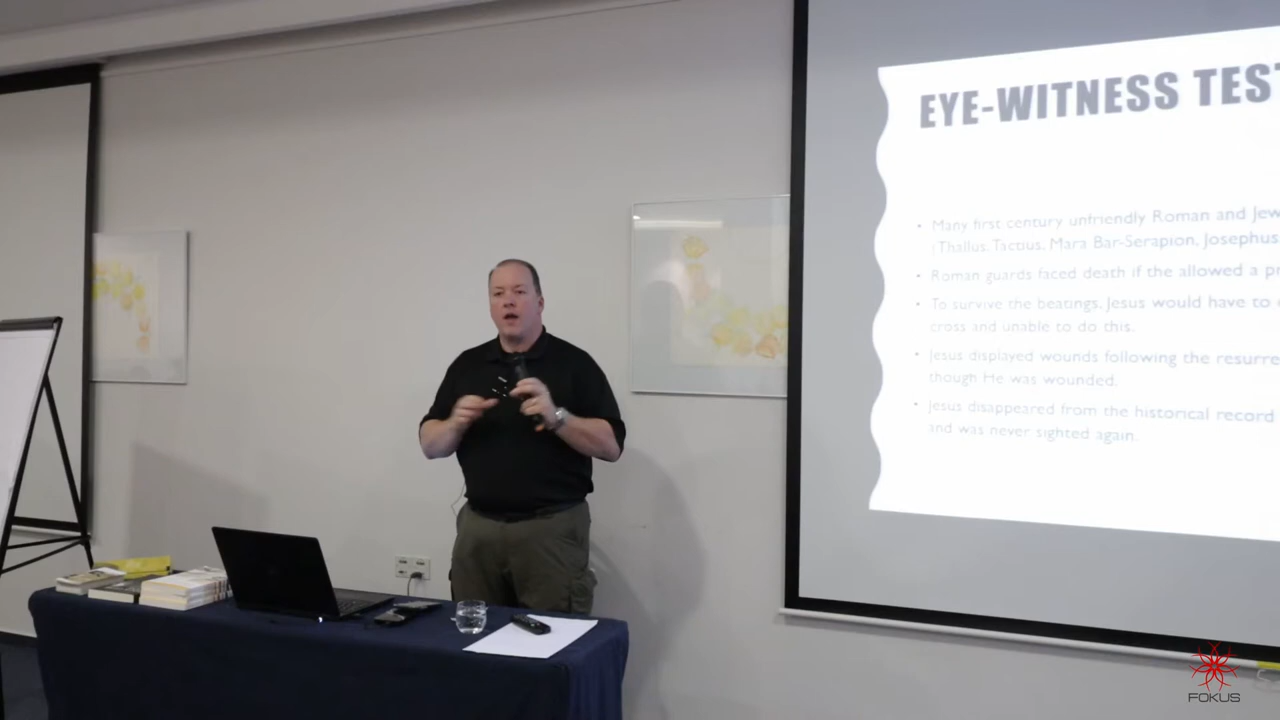 EYE-WITNESS TES
• Many first century unfriendly Roman and Jew
(Thallus, Tactius, Mara Bar-Serapion, Josephus
• Roman guards faced death if the allowed a pr
• To survive the beatings, Jesus would have to
cross and unable to do this.
• Jesus displayed wounds following the resurre
though He was wounded.
• Jesus disappeared from the historical record
and was never sighted again.
FOKUS